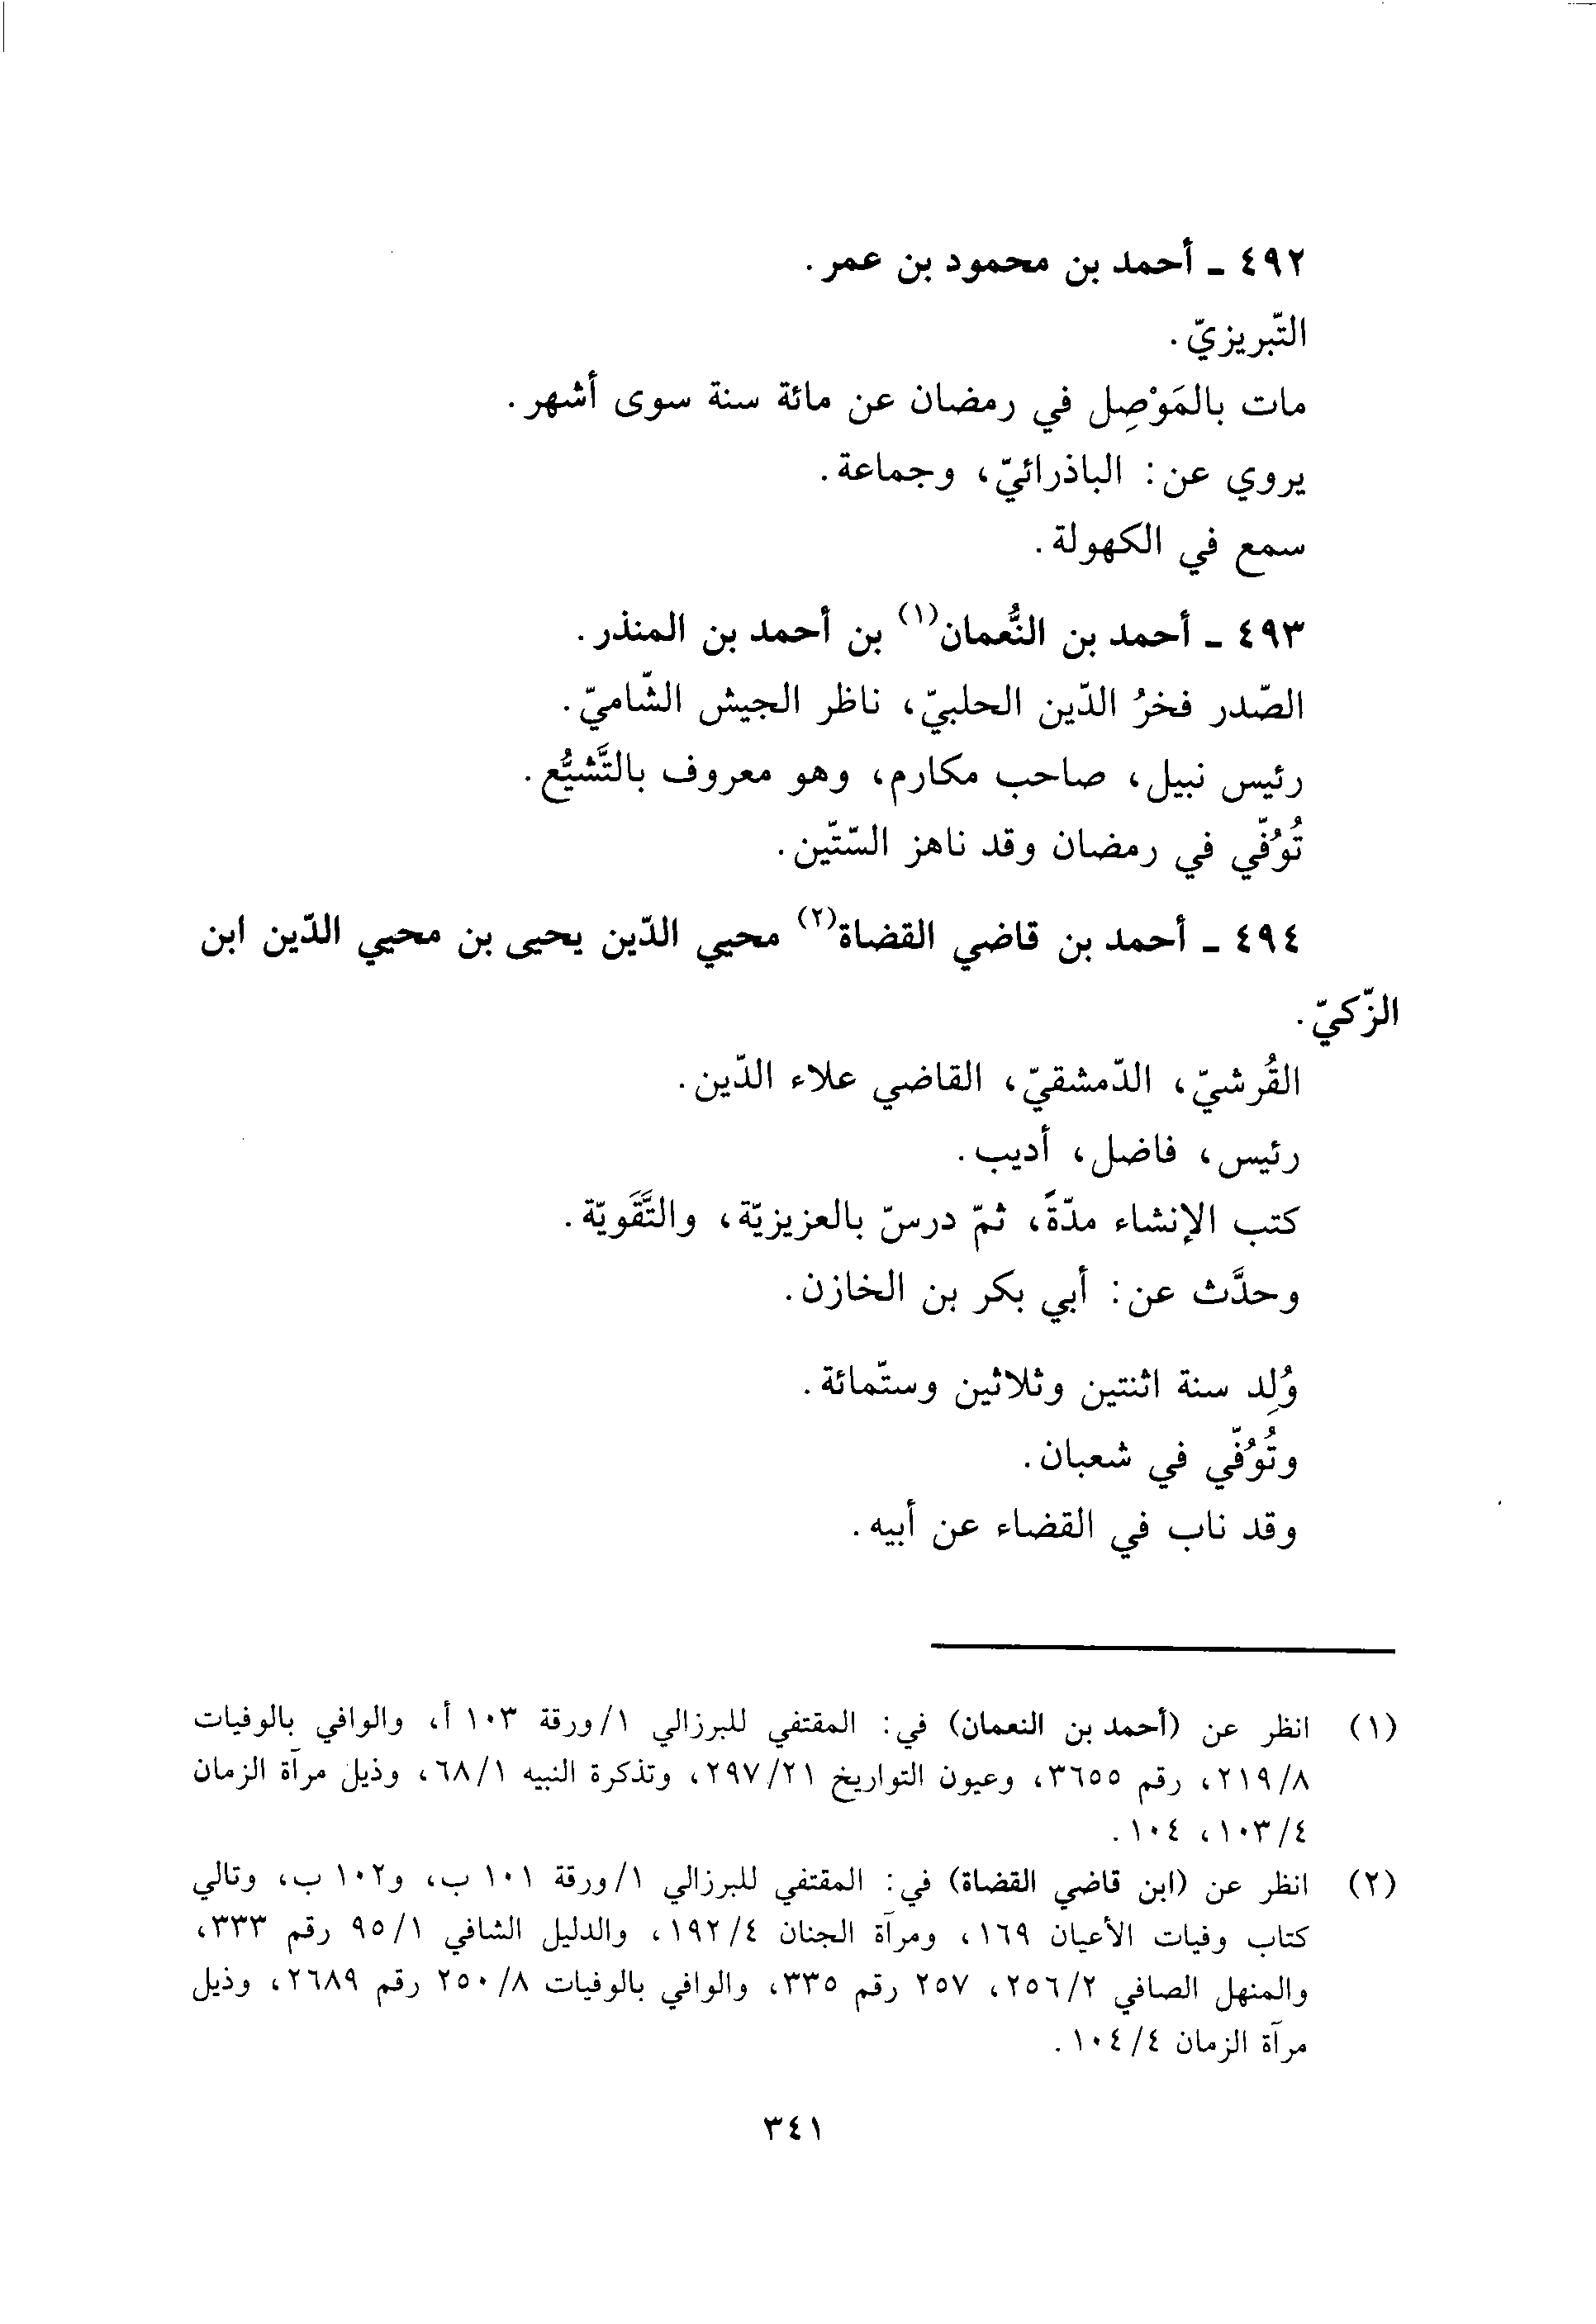 ٤٩٢ ـ أحمد بن محمود بن عمر.
التّبريزيّ.
مات بالمَوْصِل في رمضان عن مائة سنة سوى أشهر.
يروي عن: الباذرائيّ، وجماعة.
سمع في الكهولة.
٤٩٣ ـ أحمد بن النُّعمان(١) بن أحمد بن المنذر.
الصّدر فخرُ الدّين الحلبيّ، ناظر الجيش الشّاميّ.
رئيس نبيل، صاحب مكارم، وهو معروف بالتَّشيُّع.
تُوُفّي في رمضان وقد ناهز السّتّين.
٤٩٤ ـ أحمد بن قاضي القضاة(٢) محيي الدّين يحيى بن محيي الدّين ابن
الزّكيّ.
القُرشيّ، الدّمشقيّ، القاضي علاء الدّين.
رئيس، فاضل، أديب.
كتب الإنشاء مدّةً، ثمّ درسّ بالعزيزيّة، والتَّقَويّة.
وحدَّث عن: أبي بكر بن الخازن.
وُلِد سنة اثنتين وثلاثين وستّمائة.
وتُوُفّي في شعبان.
وقد ناب في القضاء عن أبيه.
(١) انظر عن (أحمد بن النعمان) في: المقتفي للبرزالي ١/ورقة ١٠٣ أ، والوافي بالوفيات
٨/٢١٩، رقم ٣٦٥٥، وعيون التواريخ ٢١/٢٩٧، وتذكرة النبيه ١/٦٨، وذيل مرآة الزمان
٤/١٠٣، ١٠٤.
(٢) انظر عن (ابن قاضي القضاة) في: المقتفي للبرزالي ١/ورقة ١٠١ ب، و١٠٢ ب، وتالي
كتاب وفيات الأعيان ١٦٩، ومرآة الجنان ٤/١٩٢، والدليل الشافي ١/٩٥ رقم ٣٣٣،
والمنهل الصافي ٢/٢٥٦، ٢٥٧ رقم ٣٣٥، والوافي بالوفيات ٨/٢٥٠ رقم ٢٦٨٩، وذيل
مرآة الزمان ٤/١٠٤.
٣٤١